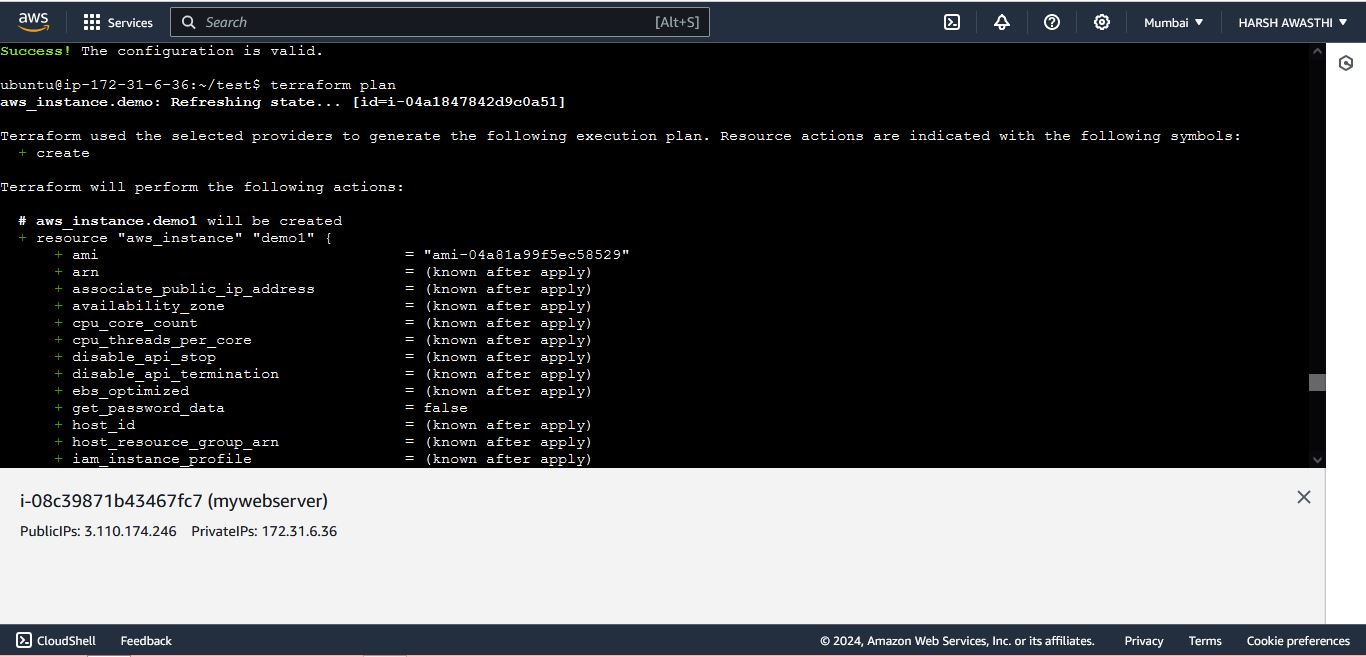 aws Services Search [Alt+S] Mumbai HARSH AWASTHI
Success! The configuration is valid.
ubuntu@ip-172-31-6-36:~/test$ terraform plan
aws_instance.demo: Refreshing state... [id=i-04a1847842d9c0a51]
Terraform used the selected providers to generate the following execution plan. Resource actions are indicated with the following symbols:
+ create
Terraform will perform the following actions:
# aws_instance.demo1 will be created
+ resource "aws_instance" "demo1" {
+ ami = "ami-04a81a99f5ec58529"
+ arn = (known after apply)
+ associate_public_ip_address = (known after apply)
+ availability_zone = (known after apply)
+ cpu_core_count = (known after apply)
+ cpu_threads_per_core = (known after apply)
+ disable_api_stop = (known after apply)
+ disable_api_termination = (known after apply)
+ ebs_optimized = (known after apply)
+ get_password_data = false
+ host_id = (known after apply)
+ host_resource_group_arn = (known after apply)
+ iam_instance_profile = (known after apply)
i-08c39871b43467fc7 (mywebserver)
PublicIPs: 3.110.174.246 PrivateIPs: 172.31.6.36
CloudShell Feedback © 2024, Amazon Web Services, Inc. or its affiliates. Privacy Terms Cookie preferences